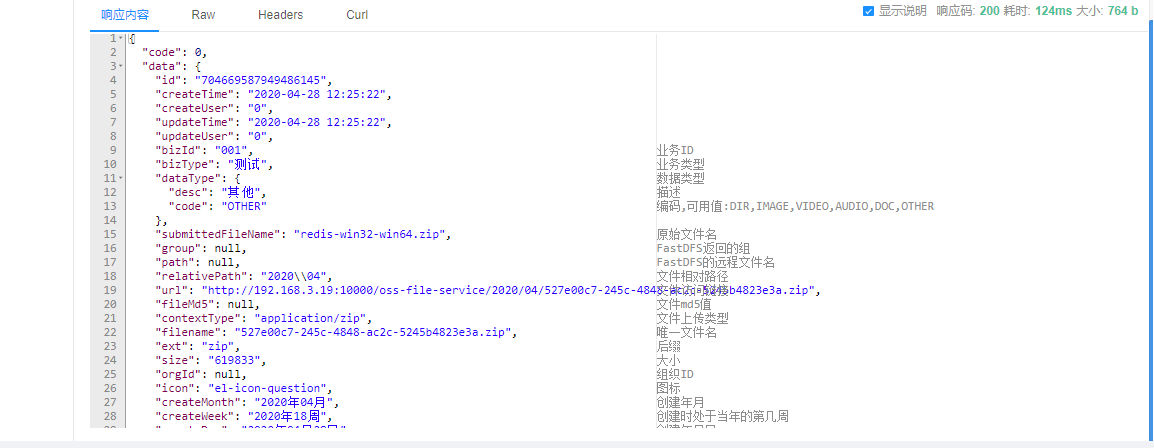 响应内容 Raw Headers Curl 显示说明 响应码: 200 耗时: 124ms 大小: 764 b
1 {
2 "code": 0,
3 "data": {
4 "id": "704669587949486145",
5 "createTime": "2020-04-28 12:25:22",
6 "createUser": "0",
7 "updateTime": "2020-04-28 12:25:22",
8 "updateUser": "0",
9 "bizId": "001", 业务ID
10 "bizType": "测试", 业务类型
11 "dataType": { 数据类型
12 "desc": "其他", 描述
13 "code": "OTHER" 编码,可用值:DIR,IMAGE,VIDEO,AUDIO,DOC,OTHER
14 },
15 "submittedFileName": "redis-win32-win64.zip", 原始文件名
16 "group": null, FastDFS返回的组
17 "path": null, FastDFS的远程文件名
18 "relativePath": "2020\\04", 文件相对路径
19 "url": "http://192.168.3.19:10000/oss-file-service/2020/04/527e00c7-245c-4848-ac2c-5245b4823e3a.zip",
20 "fileMd5": null, 文件md5值
21 "contextType": "application/zip", 文件上传类型
22 "filename": "527e00c7-245c-4848-ac2c-5245b4823e3a.zip", 唯一文件名
23 "ext": "zip", 后缀
24 "size": "619833", 大小
25 "orgId": null, 组织ID
26 "icon": "el-icon-question", 图标
27 "createMonth": "2020年04月", 创建年月
28 "createWeek": "2020年18周", 创建时处于当年的第几周